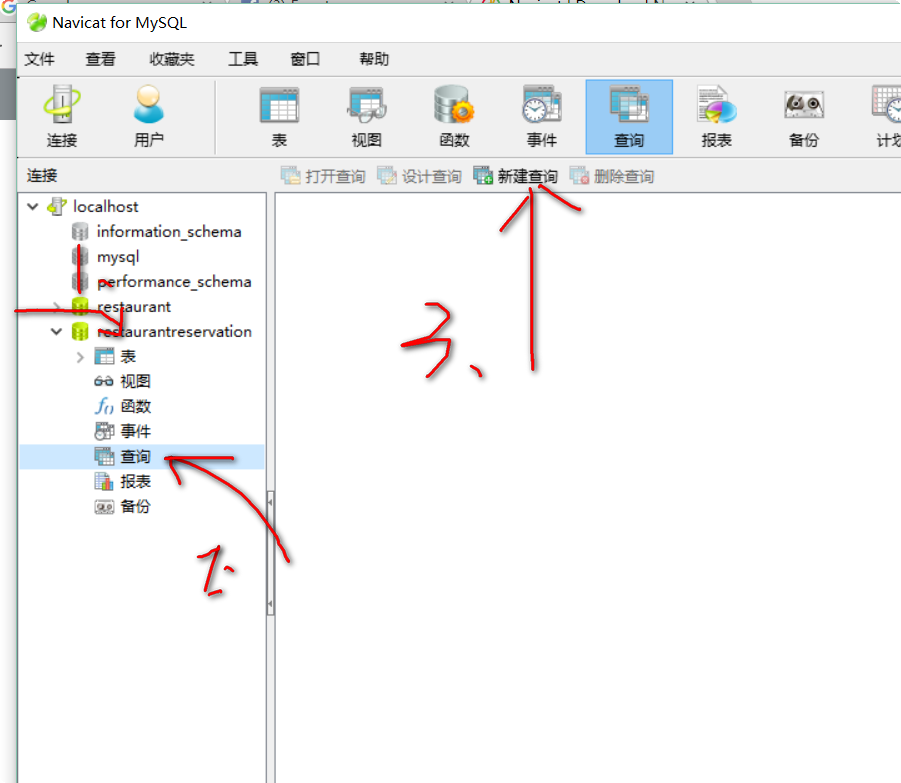 Navicat for MySQL
文件 查看 收藏夹 工具 窗口 帮助
连接 用户 表 视图 函数 事件 查询 报表 备份
连接 打开查询 设计查询 新建查询 删除查询
localhost
information_schema
mysql
performance_schema
restaurant
restaurantreservation
表
视图
函数
事件
查询
报表
备份
3、